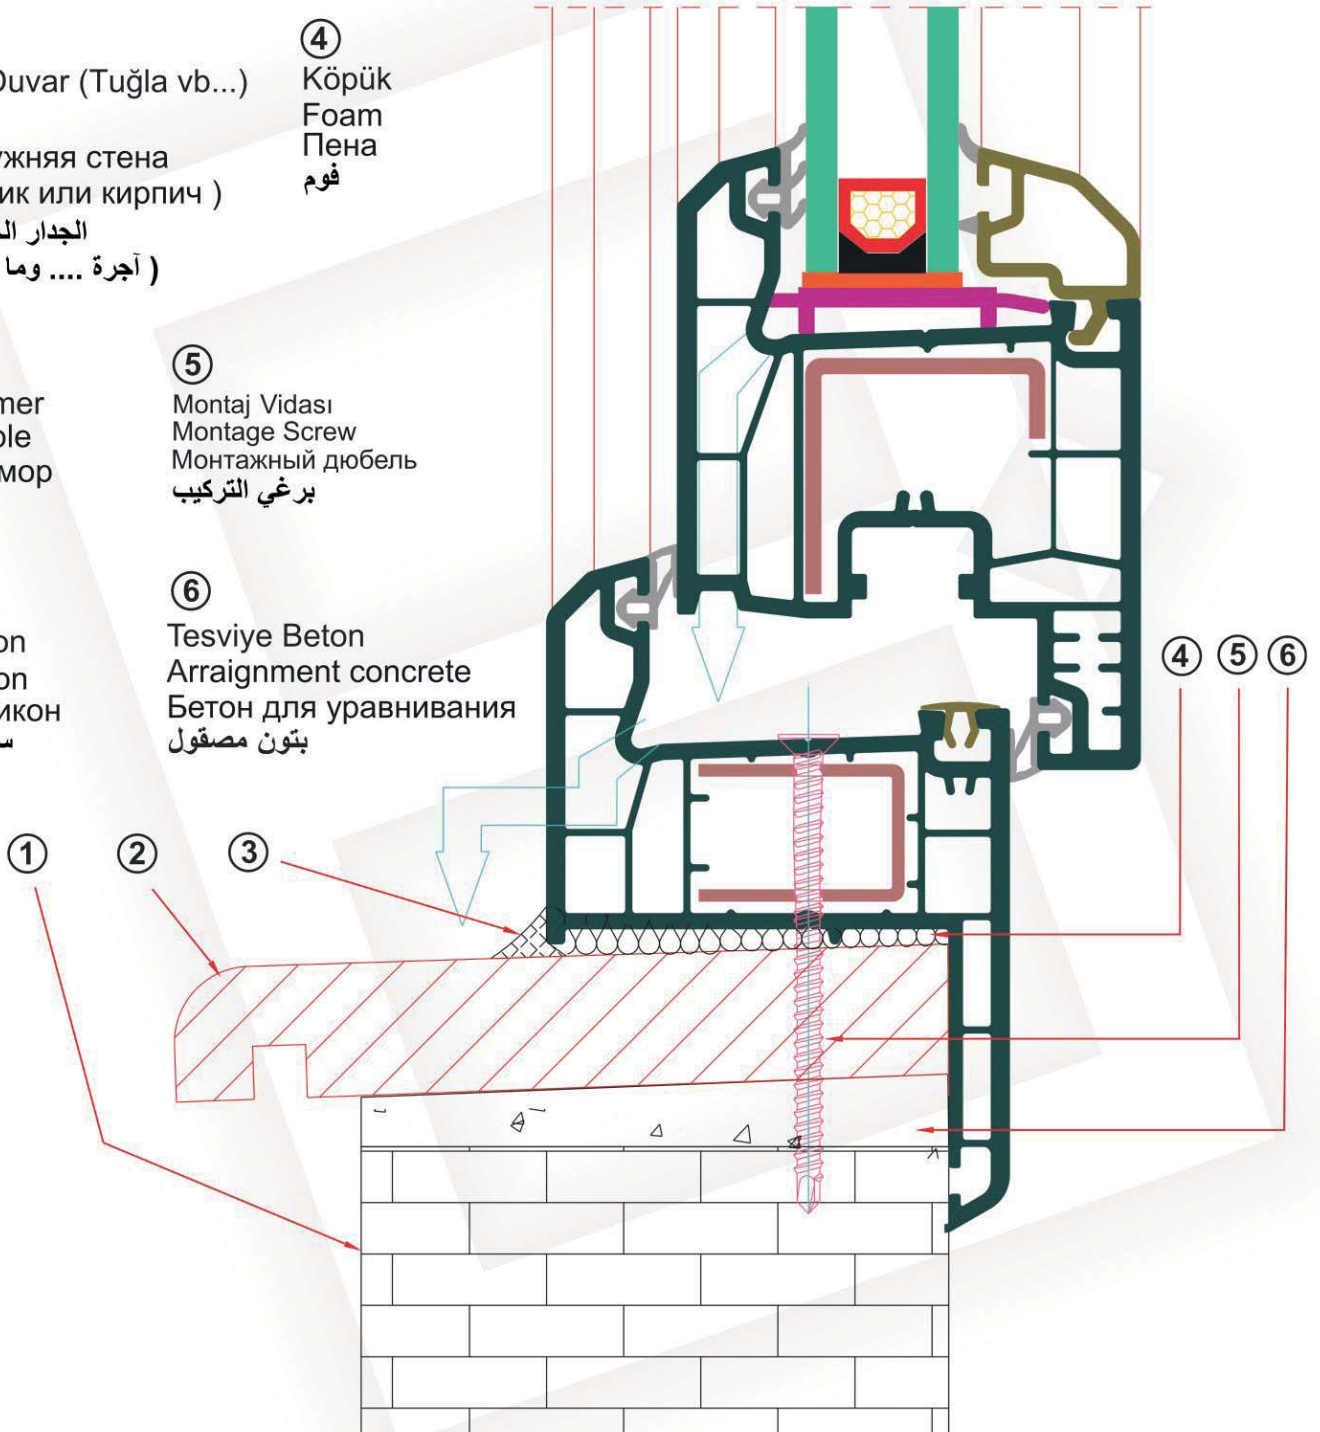 Duvar (Tuğla vb...)
ужняя стена
ик или кирпич )
الجدار ال
( آجرة .... وما
mer
ble
мор
on
on
икон
④
Köpük
Foam
Пена
فوم
⑤
Montaj Vidası
Montage Screw
Монтажный дюбель
برغي التركيب
⑥
Tesviye Beton
Arraignment concrete
Бетон для уравнивания
بتون مصقول
④ ⑤ ⑥
① ② ③